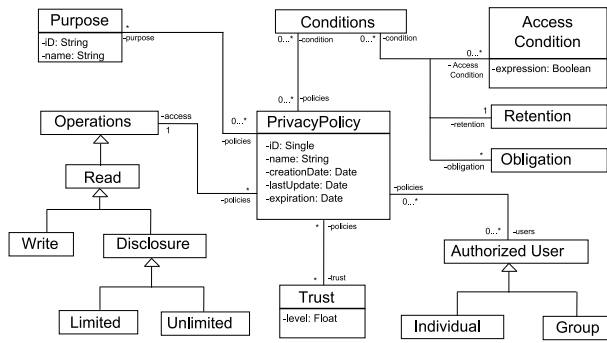 Purpose
-iD: String
-name: String
*
-purpose
Conditions
0...*
-condition
0...*
-condition
0...*
-Access
Condition
Access
Condition
-expression: Boolean
1
-retention
Retention
*
-obligation
Obligation
0...*
-policies
0...*
-policies
PrivacyPolicy
-iD: Single
-name: String
-creationDate: Date
-lastUpdate: Date
-expiration: Date
Operations
-access
1
*
-policies
Read
Write
Disclosure
Limited
Unlimited
-policies
0...*
0...*
-users
Authorized User
Individual
Group
*
-policies
*
-trust
Trust
-level: Float